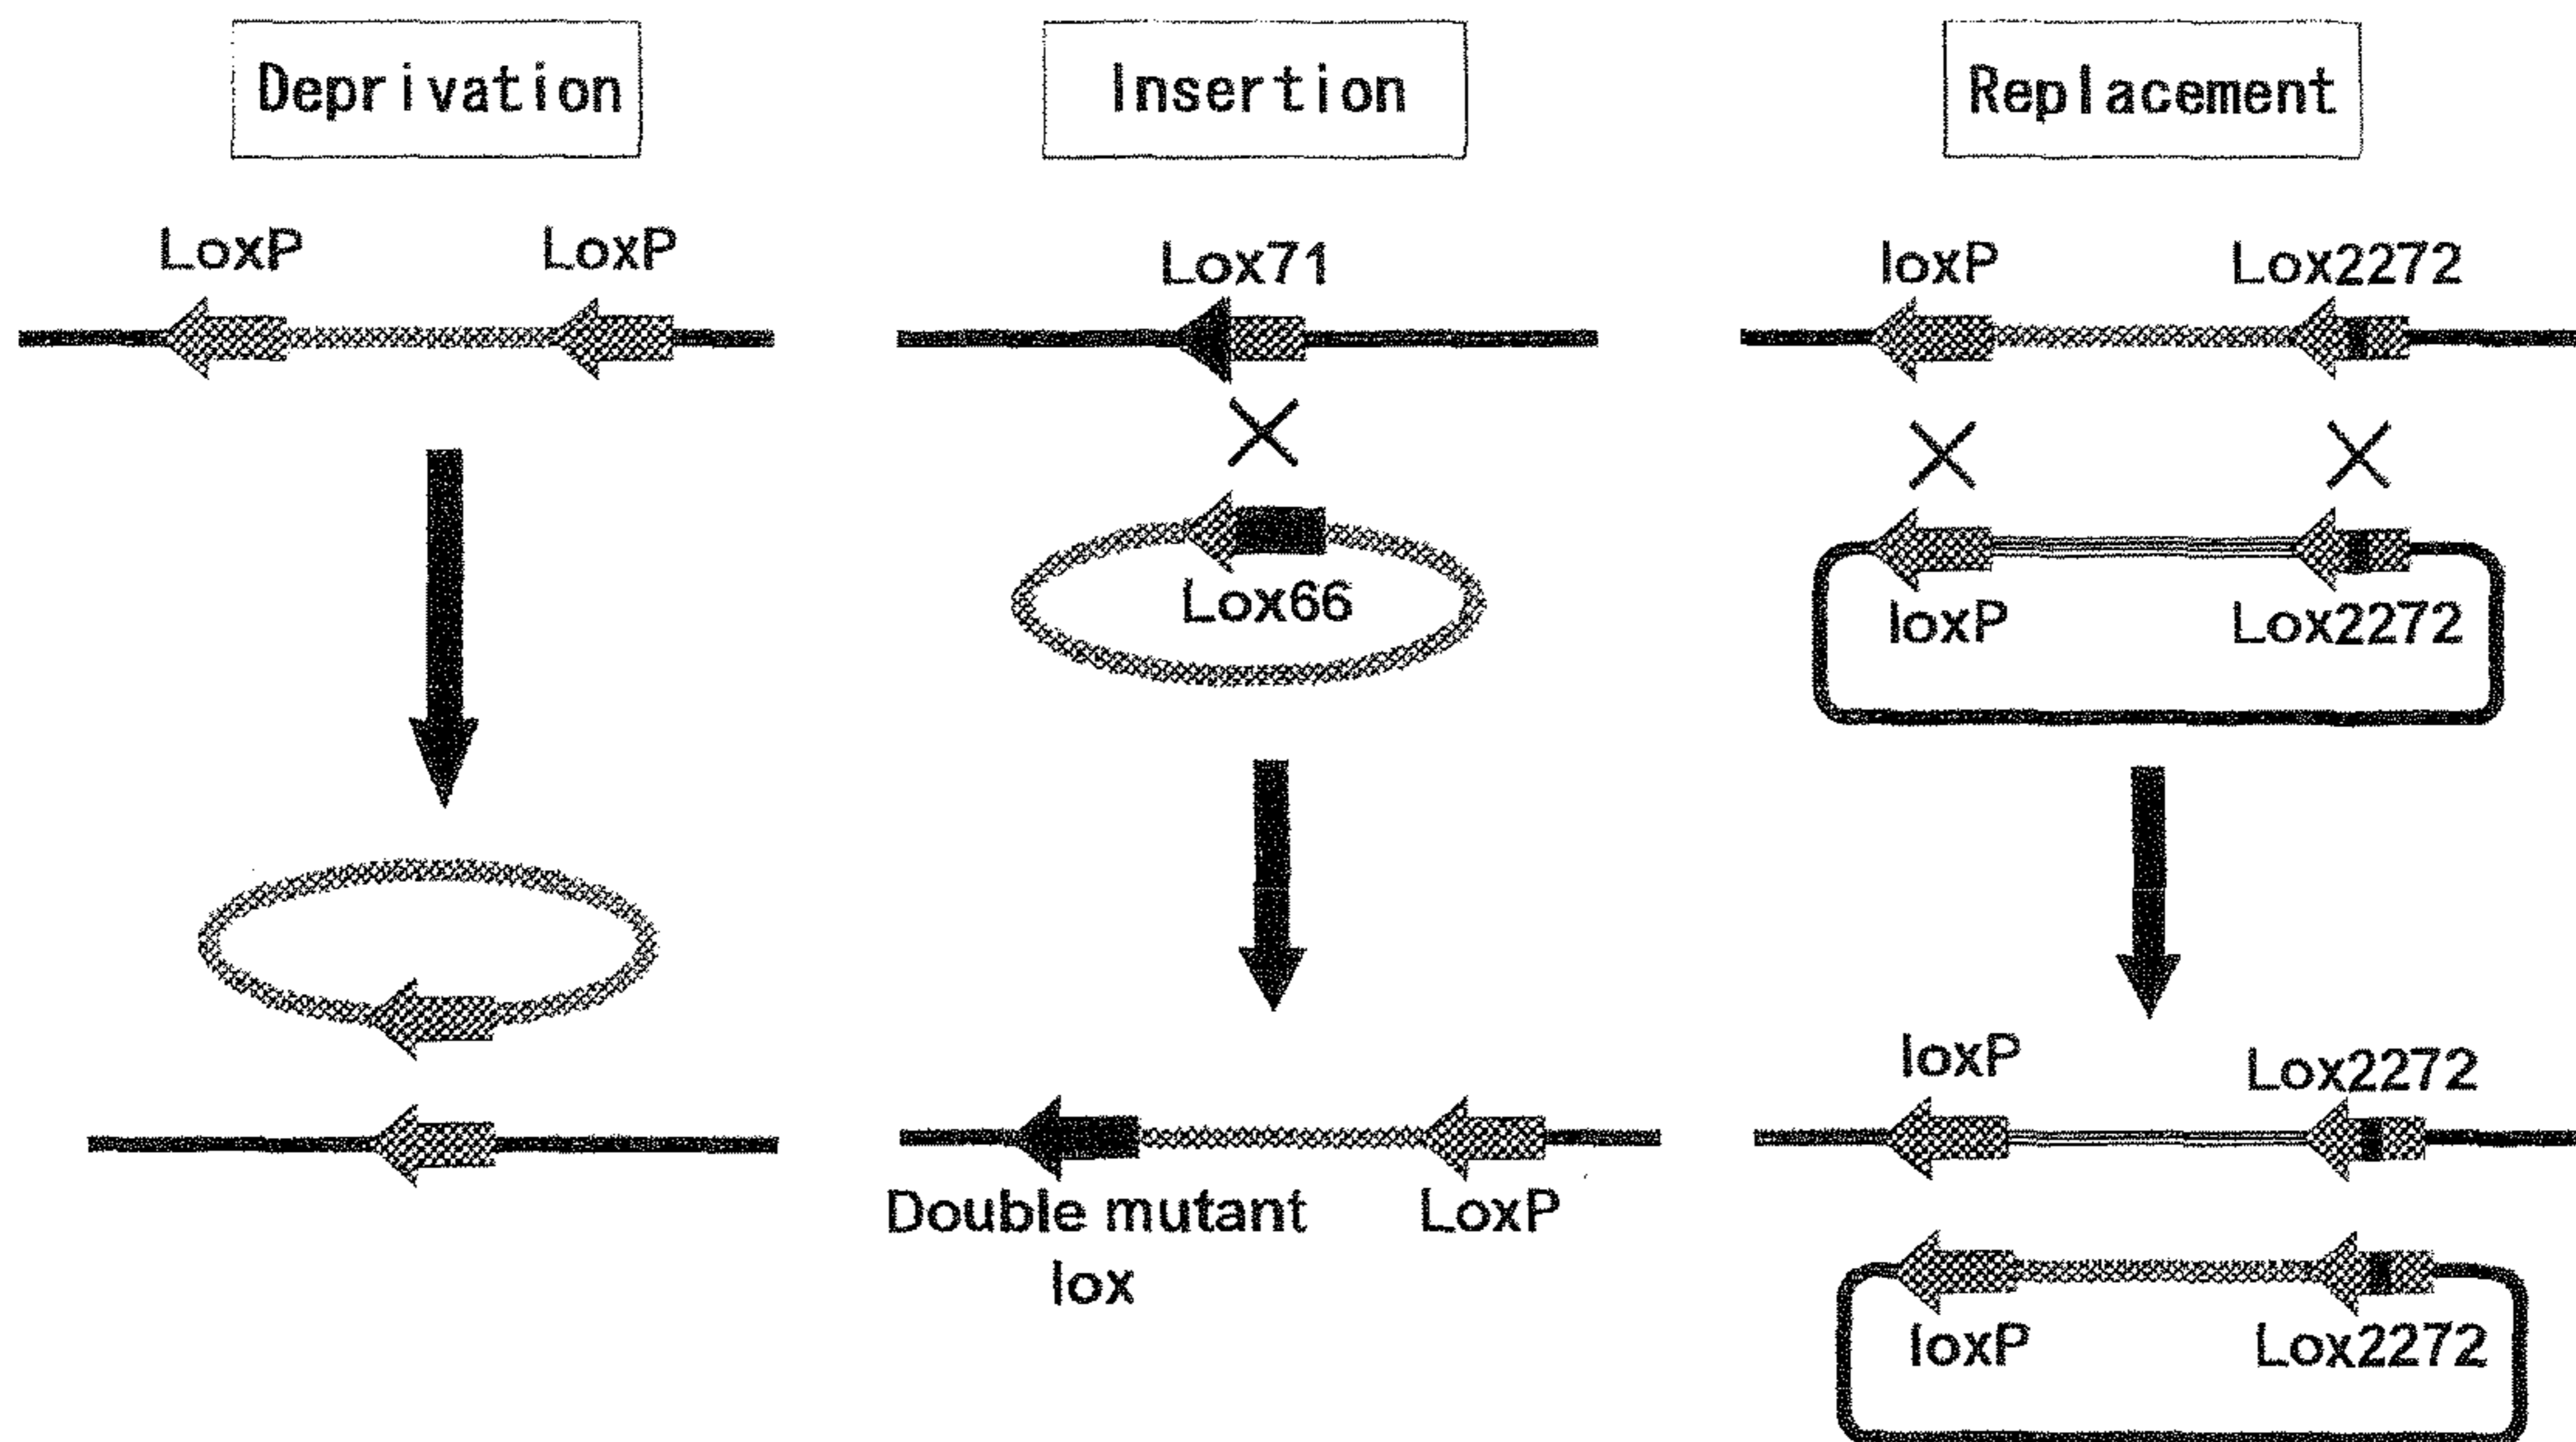 Deprivation
LoxP LoxP
Insertion
Lox71
Lox66
Double mutant LoxP
lox
Replacement
loxP Lox2272
loxP Lox2272
loxP Lox2272
loxP Lox2272